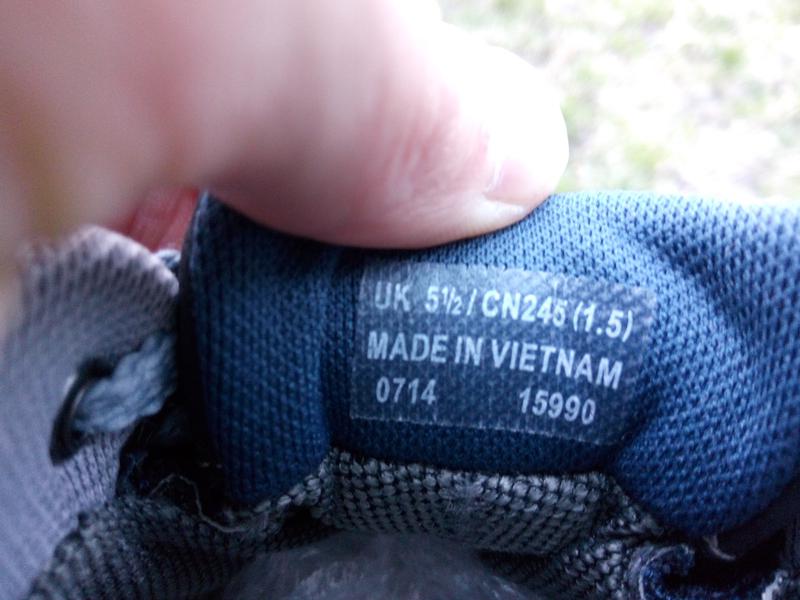 UK 5½ / CN245 (1.5)
MADE IN VIETNAM
0714 15990